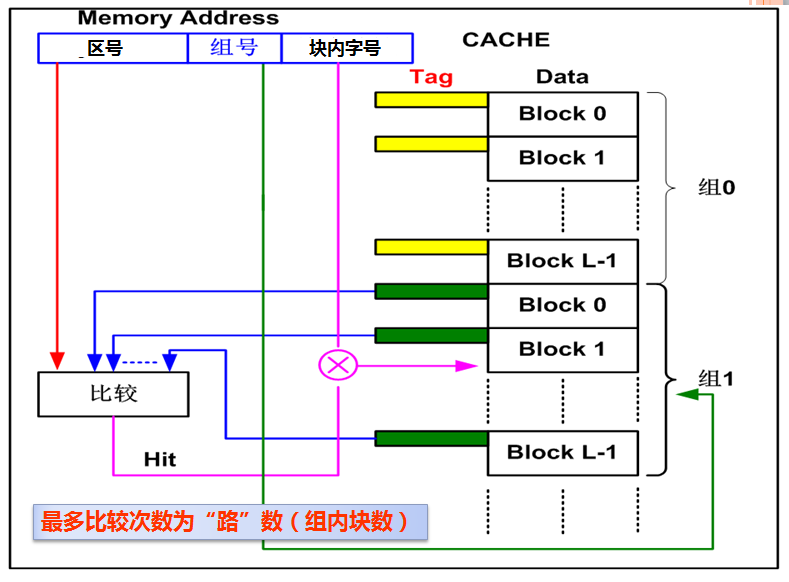 Memory Address
区号 组号 块内字号
CACHE
Tag Data
Block 0
Block 1
组0
Block L-1
Block 0
Block 1
组1
比较
Block L-1
Hit
最多比较次数为“路”数（组内块数）